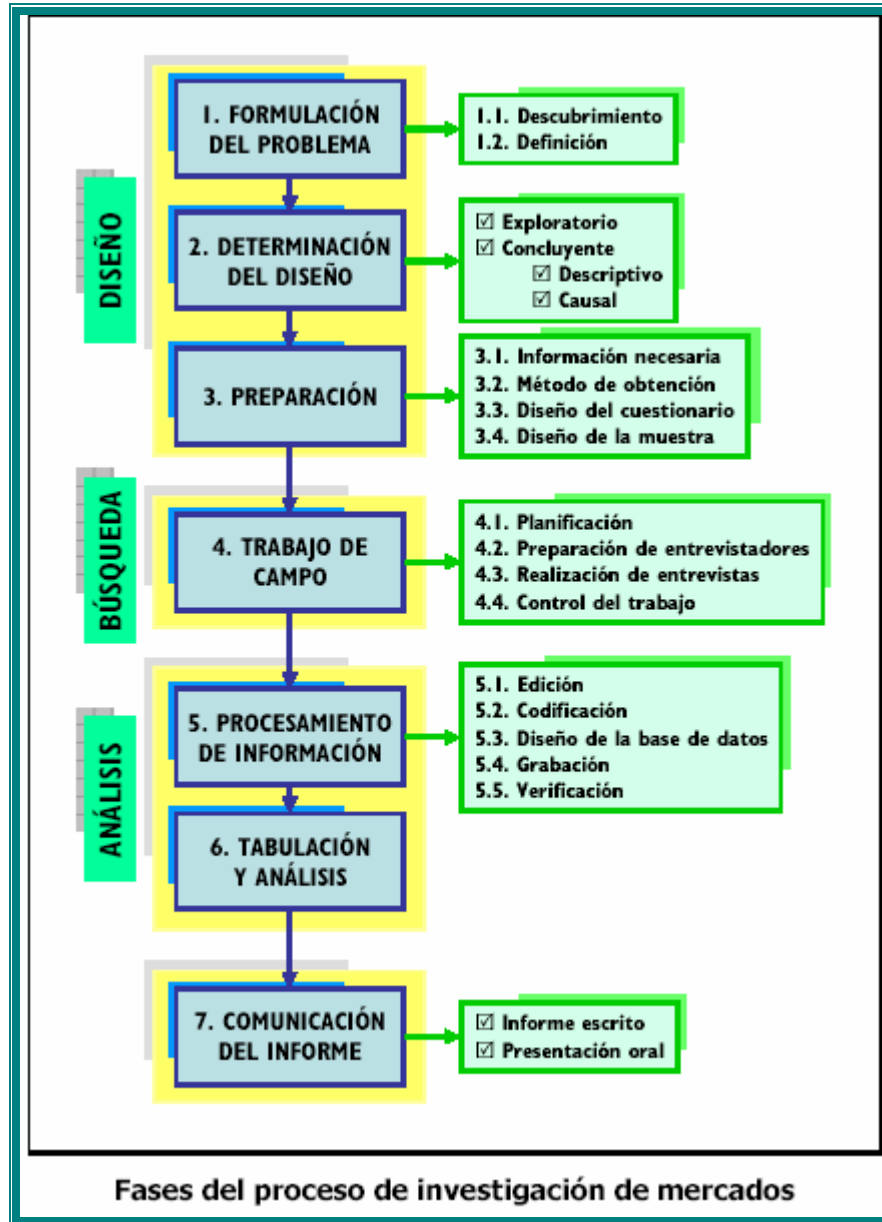 DISEÑO
1. FORMULACIÓN
DEL PROBLEMA
1.1. Descubrimiento
1.2. Definición
2. DETERMINACIÓN
DEL DISEÑO
☑ Exploratorio
☑ Concluyente
☑ Descriptivo
☑ Causal
3. PREPARACIÓN
3.1. Información necesaria
3.2. Método de obtención
3.3. Diseño del cuestionario
3.4. Diseño de la muestra
BÚSQUEDA
4. TRABAJO DE
CAMPO
4.1. Planificación
4.2. Preparación de entrevistadores
4.3. Realización de entrevistas
4.4. Control del trabajo
ANÁLISIS
5. PROCESAMIENTO
DE INFORMACIÓN
5.1. Edición
5.2. Codificación
5.3. Diseño de la base de datos
5.4. Grabación
5.5. Verificación
6. TABULACIÓN
Y ANÁLISIS
7. COMUNICACIÓN
DEL INFORME
☑ Informe escrito
☑ Presentación oral
Fases del proceso de investigación de mercados